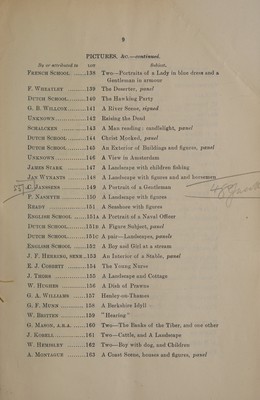 9
PICTURES, &c.—continued.
By or attributed to LOT Subject.
FRENCH SCHOOL ......138 Two—Portraits of a Lady in blue dress and a
Gentleman in armour
F. WHEATLEY ......139 The Deserter, panel
DUTCH SCHOOL.........140 The Hawking Party
G. B. WILLCOK .........141 A River Scene, signed
UNKNOWN...............142 Raising the Dead
SCHALCKEN ............143 A Man reading: candlelight, panel
DUTCH SCHOOL.........144 Christ Mocked, panel
DUTCH SCHOOL.........145 An Exterior of Buildings and figures, panel
UNKNOWN...............146 A View in Amsterdam
JAMES STARK .........147 A Landscape with children fishing
JAN WYNANTS .........148 A Landscape with figures and and horsemen
C. JANSSENS ............149 A Portrait of a Gentleman
P. NASMYTH ............150 A Landscape with figures
READY ..................151 A Seashore with figures
ENGLISH SCHOOL ......151A A Portrait of a Naval Officer
DUTCH SCHOOL.........151B A Figure Subject, panel
DUTCH SCHOOL.........151C A pair—Landscapes, panels
ENGLISH SCHOOL ......152 A Boy and Girl at a stream
J. F. HERRING, SENR...153 An Interior of a Stable, panel
E. J. COBBETT .........154 The Young Nurse
J. THORS ...............155 A Landscape and Cottage
W. HUGHES ............156 A Dish of Prawns
G. A. WILLIAMS ......157 Henley-on-Thames
G. F. MUNN ............158 A Berkshire Idyll
W. BRITTEN ............159 "Hearing"
G. MASON, A.R.A. ......160 Two—The Banks of the Tiber, and one other
J. KOBELL...............161 Two—Cattle, and A Landscape
W. HEMSLEY ............162 Two—Boy with dog, and Children
A. MONTAGUE .........163 A Coast Scene, houses and figures, panel